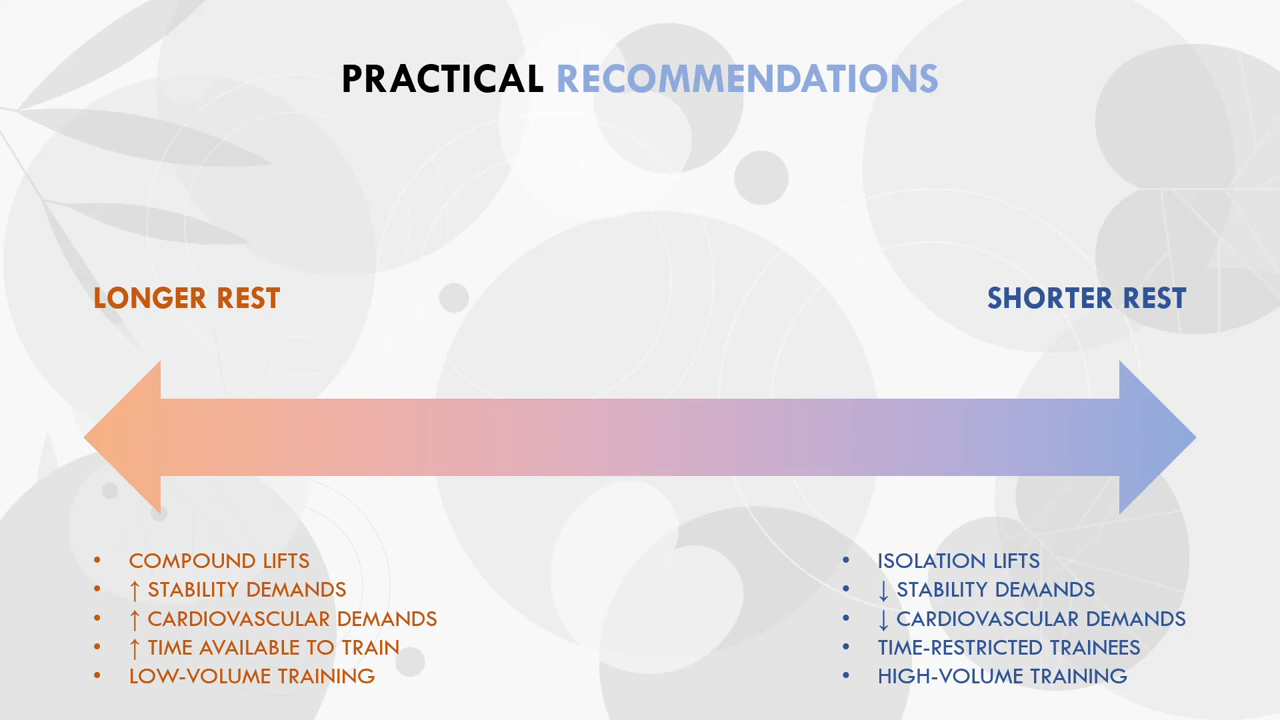 PRACTICAL RECOMMENDATIONS
LONGER REST
SHORTER REST
• COMPOUND LIFTS
• ↑ STABILITY DEMANDS
• ↑ CARDIOVASCULAR DEMANDS
• ↑ TIME AVAILABLE TO TRAIN
• LOW-VOLUME TRAINING
• ISOLATION LIFTS
• ↓ STABILITY DEMANDS
• ↓ CARDIOVASCULAR DEMANDS
• TIME-RESTRICTED TRAINEES
• HIGH-VOLUME TRAINING